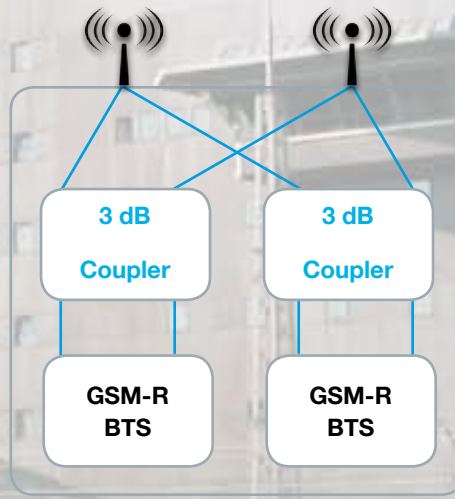 3 dB
Coupler
3 dB
Coupler
GSM-R
BTS
GSM-R
BTS